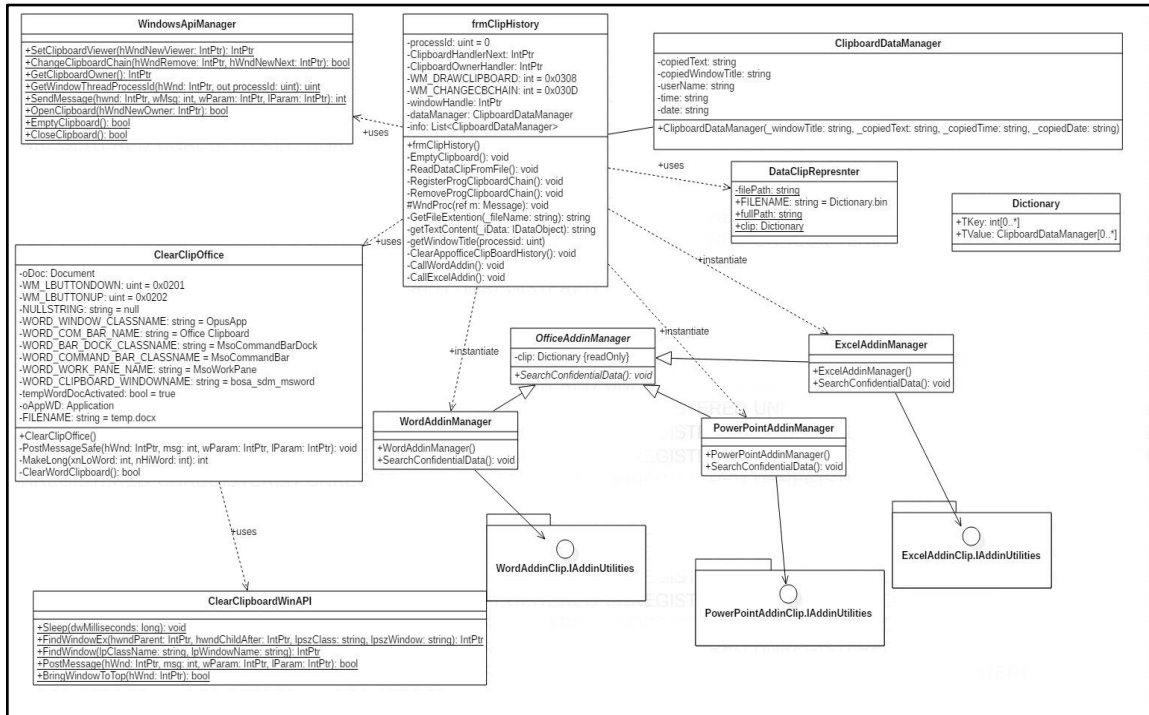 WindowsApiManager
+SetClipboardViewer(hWndNewViewer: IntPtr): IntPtr
+ChangeClipboardChain(hWndRemove: IntPtr, hWndNewNext: IntPtr): bool
+GetClipboardOwner(): IntPtr
+GetWindowThreadProcessId(hWnd: IntPtr, out processId: uint): uint
+SendMessage(hwnd: IntPtr, wMsg: int, wParam: IntPtr, lParam: IntPtr): int
+OpenClipboard(hWndNewOwner: IntPtr): bool
+EmptyClipboard(): bool
+CloseClipboard(): bool
+uses
frmClipHistory
-processId: uint = 0
-ClipboardHandlerNext: IntPtr
-ClipboardOwnerHandler: IntPtr
-WM_DRAWCLIPBOARD: int = 0x0308
-WM_CHANGECBCHAIN: int = 0x030D
-windowHandle: IntPtr
-dataManager: ClipboardDataManager
-info: List<ClipboardDataManager>
+frmClipHistory()
-EmptyClipboard(): void
-ReadDataClipFromFile(): void
-RegisterProgClipboardChain(): void
-RemoveProgClipboardChain(): void
#WndProc(ref m: Message): void
-GetFileExtention(_fileName: string): string
-getTextContent(_iData: IDataObject): string
-getWindowTitle(processid: uint)
-ClearAppofficeClipBoardHistory(): void
-CallWordAddin(): void
-CallExcelAddin(): void
ClipboardDataManager
-copiedText: string
-copiedWindowTitle: string
-userName: string
-time: string
-date: string
+ClipboardDataManager(_windowTitle: string, _copiedText: string, _copiedTime: string, _copiedDate: string)
+uses
DataClipRepresnter
-filePath: string
+FILENAME: string = Dictionary.bin
+fullPath: string
+clip: Dictionary
Dictionary
+TKey: int[0..*]
+TValue: ClipboardDataManager[0..*]
+uses
ClearClipOffice
-oDoc: Document
-WM_LBUTTONDOWN: uint = 0x0201
-WM_LBUTTONUP: uint = 0x0202
-NULLSTRING: string = null
-WORD_WINDOW_CLASSNAME: string = OpusApp
-WORD_COM_BAR_NAME: string = Office Clipboard
-WORD_BAR_DOCK_CLASSNAME: string = MsoCommandBarDock
-WORD_COMMAND_BAR_CLASSNAME = MsoCommandBar
-WORD_WORK_PANE_NAME: string = MsoWorkPane
-WORD_CLIPBOARD_WINDOWNAME: string = bosa_sdm_msword
-tempWordDocActivated: bool = true
-oAppWD: Application
-FILENAME: string = temp.docx
+ClearClipOffice()
-PostMessageSafe(hWnd: IntPtr, msg: int, wParam: IntPtr, lParam: IntPtr): void
-MakeLong(xnLoWord: int, nHiWord: int): int
-ClearWordClipboard(): bool
+instantiate
+instantiate
+instantiate
OfficeAddinManager
-clip: Dictionary {readOnly}
+SearchConfidentialData(): void
ExcelAddinManager
+ExcelAddinManager()
+SearchConfidentialData(): void
WordAddinManager
+WordAddinManager()
+SearchConfidentialData(): void
PowerPointAddinManager
+PowerPointAddinManager()
+SearchConfidentialData(): void
+uses
WordAddinClip.IAddinUtilities
PowerPointAddinClip.IAddinUtilities
ExcelAddinClip.IAddinUtilities
ClearClipboardWinAPI
+Sleep(dwMilliseconds: long): void
+FindWindowEx(hwndParent: IntPtr, hwndChildAfter: IntPtr, lpszClass: string, lpszWindow: string): IntPtr
+FindWindow(lpClassName: string, lpWindowName: string): IntPtr
+PostMessage(hWnd: IntPtr, msg: int, wParam: IntPtr, lParam: IntPtr): bool
+BringWindowToTop(hWnd: IntPtr): bool